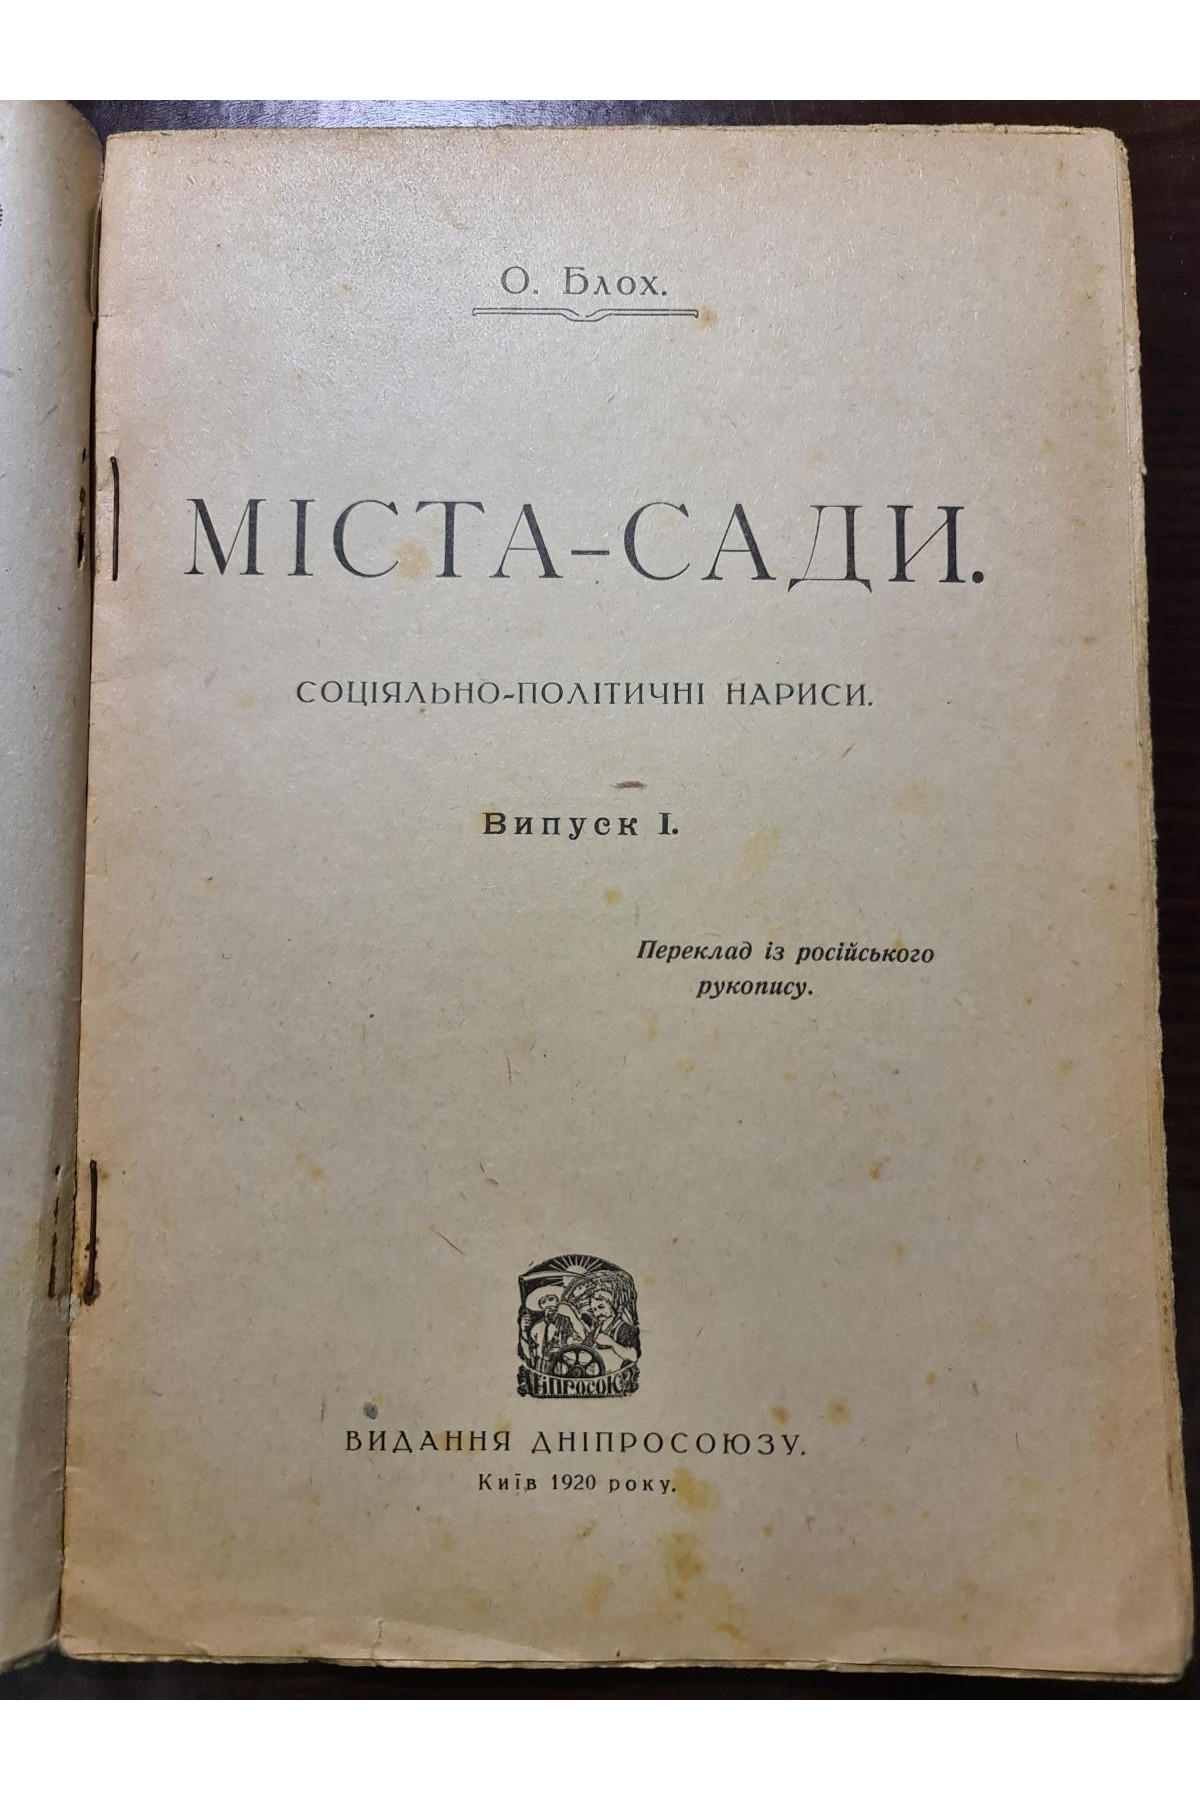 О. Блох.
МІСТА-САДИ.
СОЦІЯЛЬНО-ПОЛІТИЧНІ НАРИСИ.
Випуск I.
Переклад із російського
рукопису.
ДНІПРОСОЮЗ
ВИДАННЯ ДНІПРОСОЮЗУ.
Київ 1920 року.